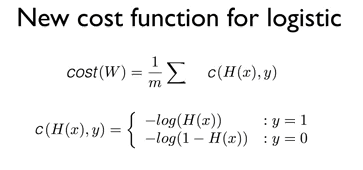 New cost function for logistic
cost(W) = 1/m ∑ c(H(x), y)
c(H(x), y) = { −log(H(x)) : y = 1
−log(1 − H(x)) : y = 0